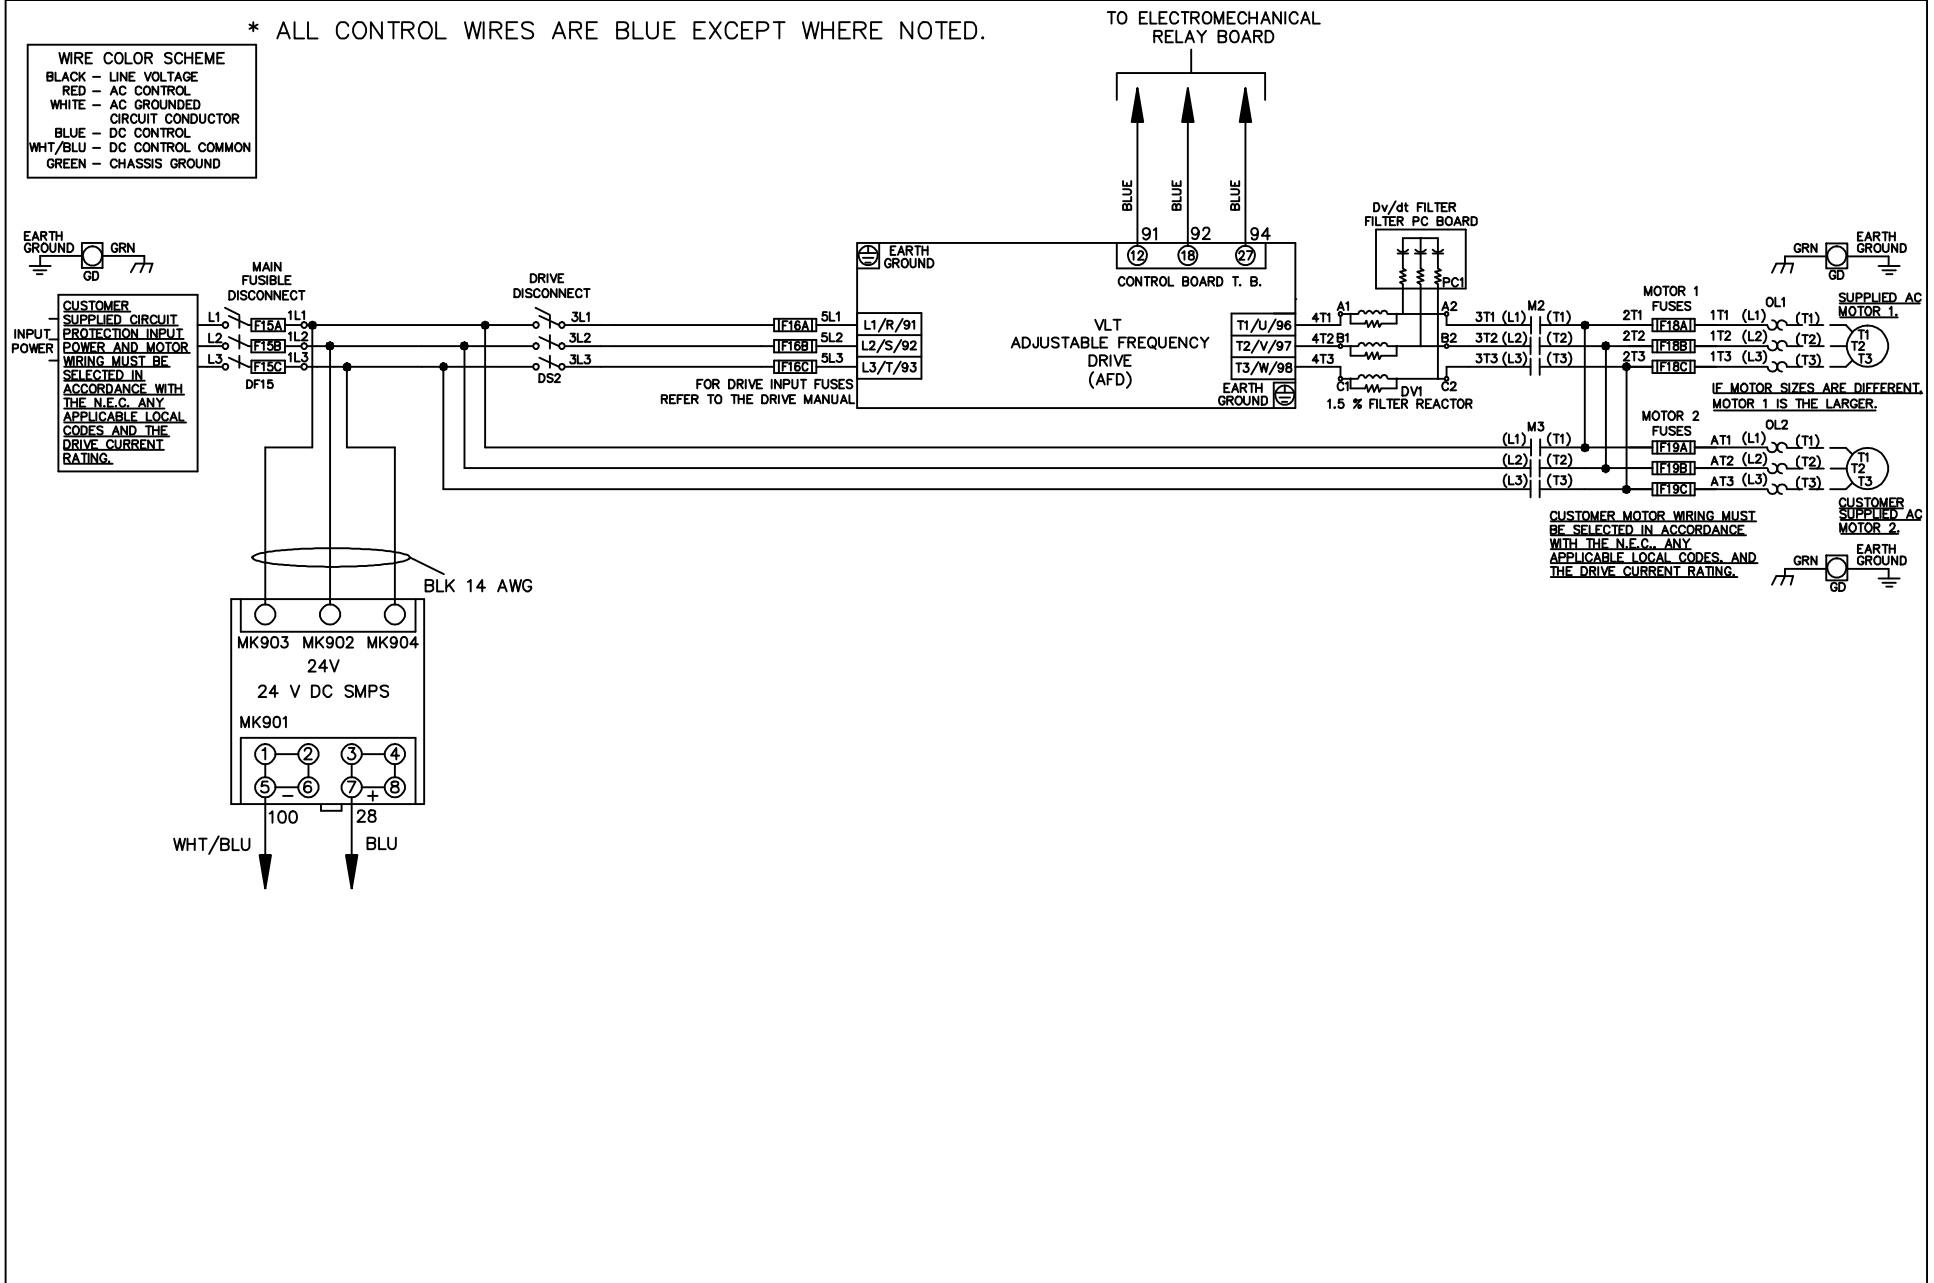 * ALL CONTROL WIRES ARE BLUE EXCEPT WHERE NOTED.
WIRE COLOR SCHEME
BLACK – LINE VOLTAGE
RED – AC CONTROL
WHITE – AC GROUNDED
CIRCUIT CONDUCTOR
BLUE – DC CONTROL
WHT/BLU – DC CONTROL COMMON
GREEN – CHASSIS GROUND
TO ELECTROMECHANICAL
RELAY BOARD
BLUE
BLUE
BLUE
91 92 94
12 18 27
CONTROL BOARD T. B.
EARTH
GROUND
GRN
GD
INPUT
POWER
CUSTOMER
SUPPLIED CIRCUIT
PROTECTION INPUT
POWER AND MOTOR
WIRING MUST BE
SELECTED IN
ACCORDANCE WITH
THE N.E.C. ANY
APPLICABLE LOCAL
CODES AND THE
DRIVE CURRENT
RATING.
MAIN
FUSIBLE
DISCONNECT
L1 F15A 1L1
L2 F15B 1L2
L3 F15C 1L3
DF15
DRIVE
DISCONNECT
3L1
3L2
3L3
DS2
F16A 5L1
F16B 5L2
F16C 5L3
FOR DRIVE INPUT FUSES
REFER TO THE DRIVE MANUAL
EARTH
GROUND
L1/R/91
L2/S/92
L3/T/93
VLT
ADJUSTABLE FREQUENCY
DRIVE
(AFD)
T1/U/96
T2/V/97
T3/W/98
EARTH
GROUND
Dv/dt FILTER
FILTER PC BOARD
PC1
4T1 A1 A2
4T2 B1 B2
4T3 C1 C2
DV1
1.5 % FILTER REACTOR
M2
3T1 (L1) (T1)
3T2 (L2) (T2)
3T3 (L3) (T3)
MOTOR 1
FUSES
2T1 F18A 1T1 (L1)
2T2 F18B 1T2 (L2)
2T3 F18C 1T3 (L3)
OL1
(T1)
(T2)
(T3)
T1
T2
T3
GRN
GD
EARTH
GROUND
SUPPLIED AC
MOTOR 1.
IF MOTOR SIZES ARE DIFFERENT,
MOTOR 1 IS THE LARGER.
M3
(L1) (T1)
(L2) (T2)
(L3) (T3)
MOTOR 2
FUSES
F19A AT1 (L1)
F19B AT2 (L2)
F19C AT3 (L3)
OL2
(T1)
(T2)
(T3)
T1
T2
T3
CUSTOMER
SUPPLIED AC
MOTOR 2.
CUSTOMER MOTOR WIRING MUST
BE SELECTED IN ACCORDANCE
WITH THE N.E.C., ANY
APPLICABLE LOCAL CODES, AND
THE DRIVE CURRENT RATING.
GRN
GD
EARTH
GROUND
BLK 14 AWG
MK903 MK902 MK904
24V
24 V DC SMPS
MK901
1 2 3 4
5 – 6 7 + 8
100 28
WHT/BLU BLU